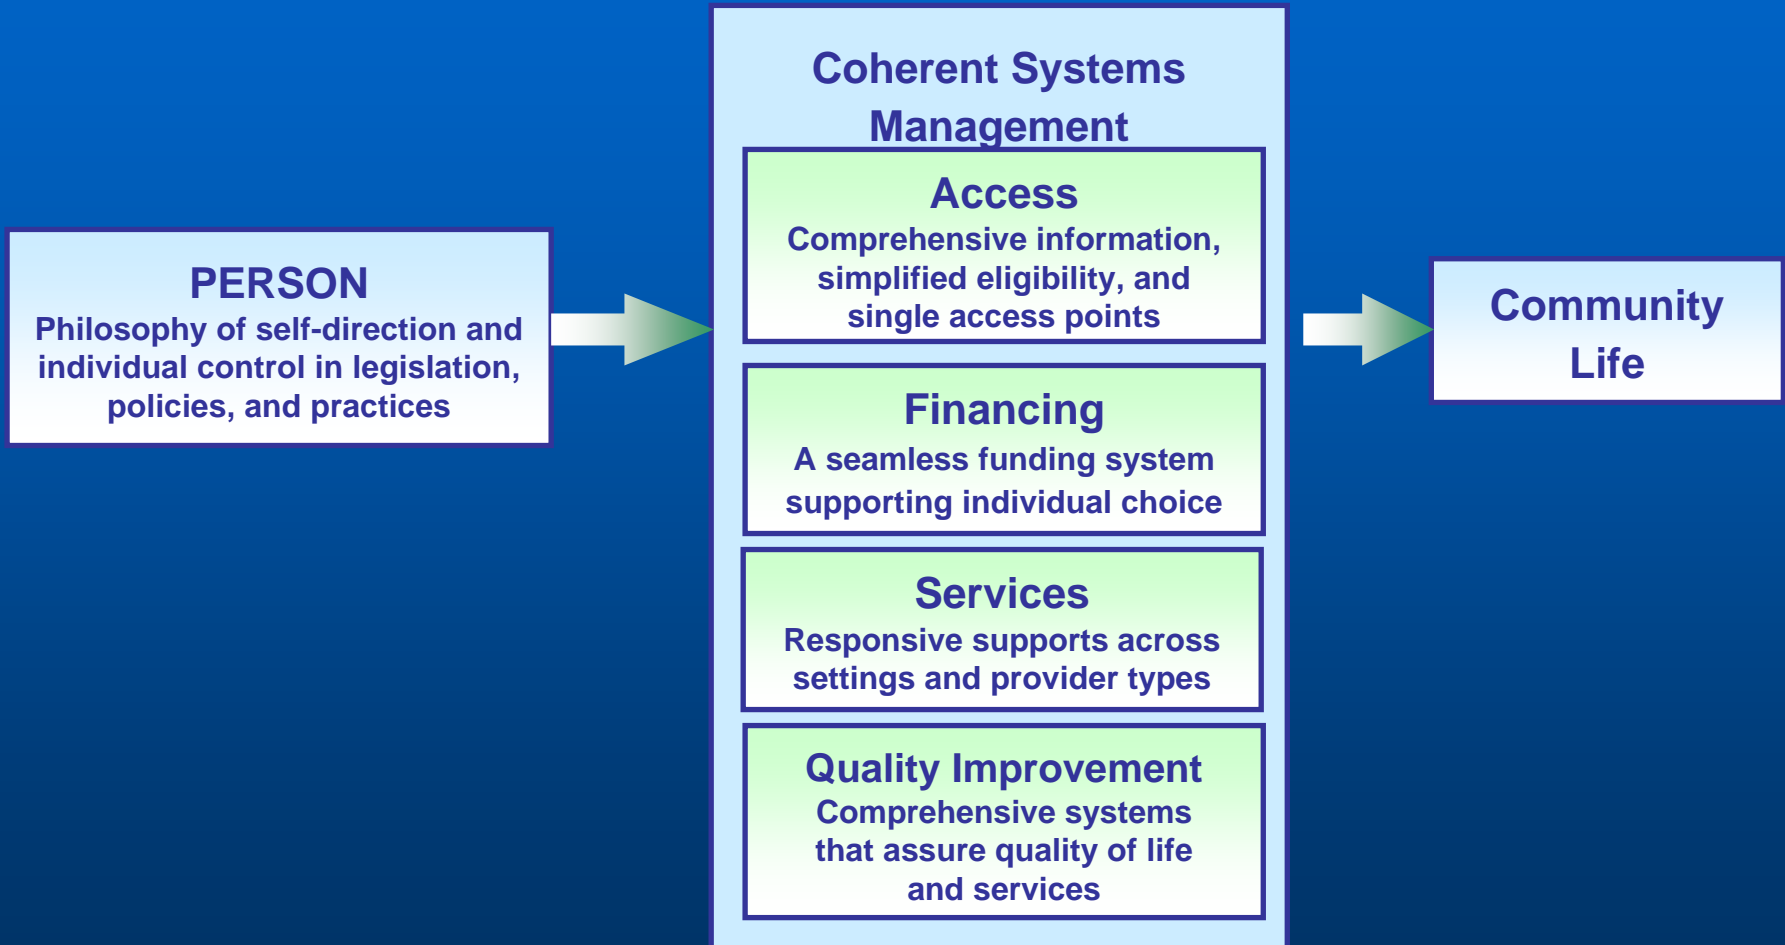 PERSON
Philosophy of self-direction and
individual control in legislation,
policies, and practices
Coherent Systems
Management
Access
Comprehensive information,
simplified eligibility, and
single access points
Financing
A seamless funding system
supporting individual choice
Services
Responsive supports across
settings and provider types
Quality Improvement
Comprehensive systems
that assure quality of life
and services
Community
Life